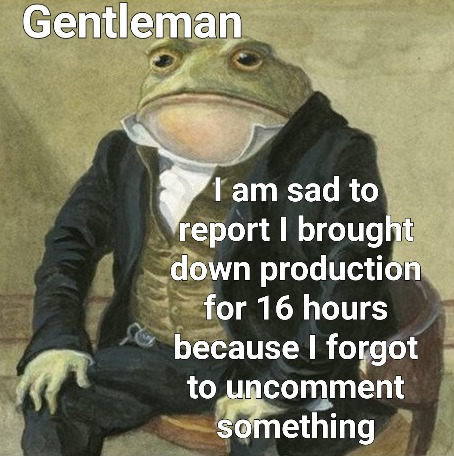 Gentleman
I am sad to
report I brought
down production
for 16 hours
because I forgot
to uncomment
something